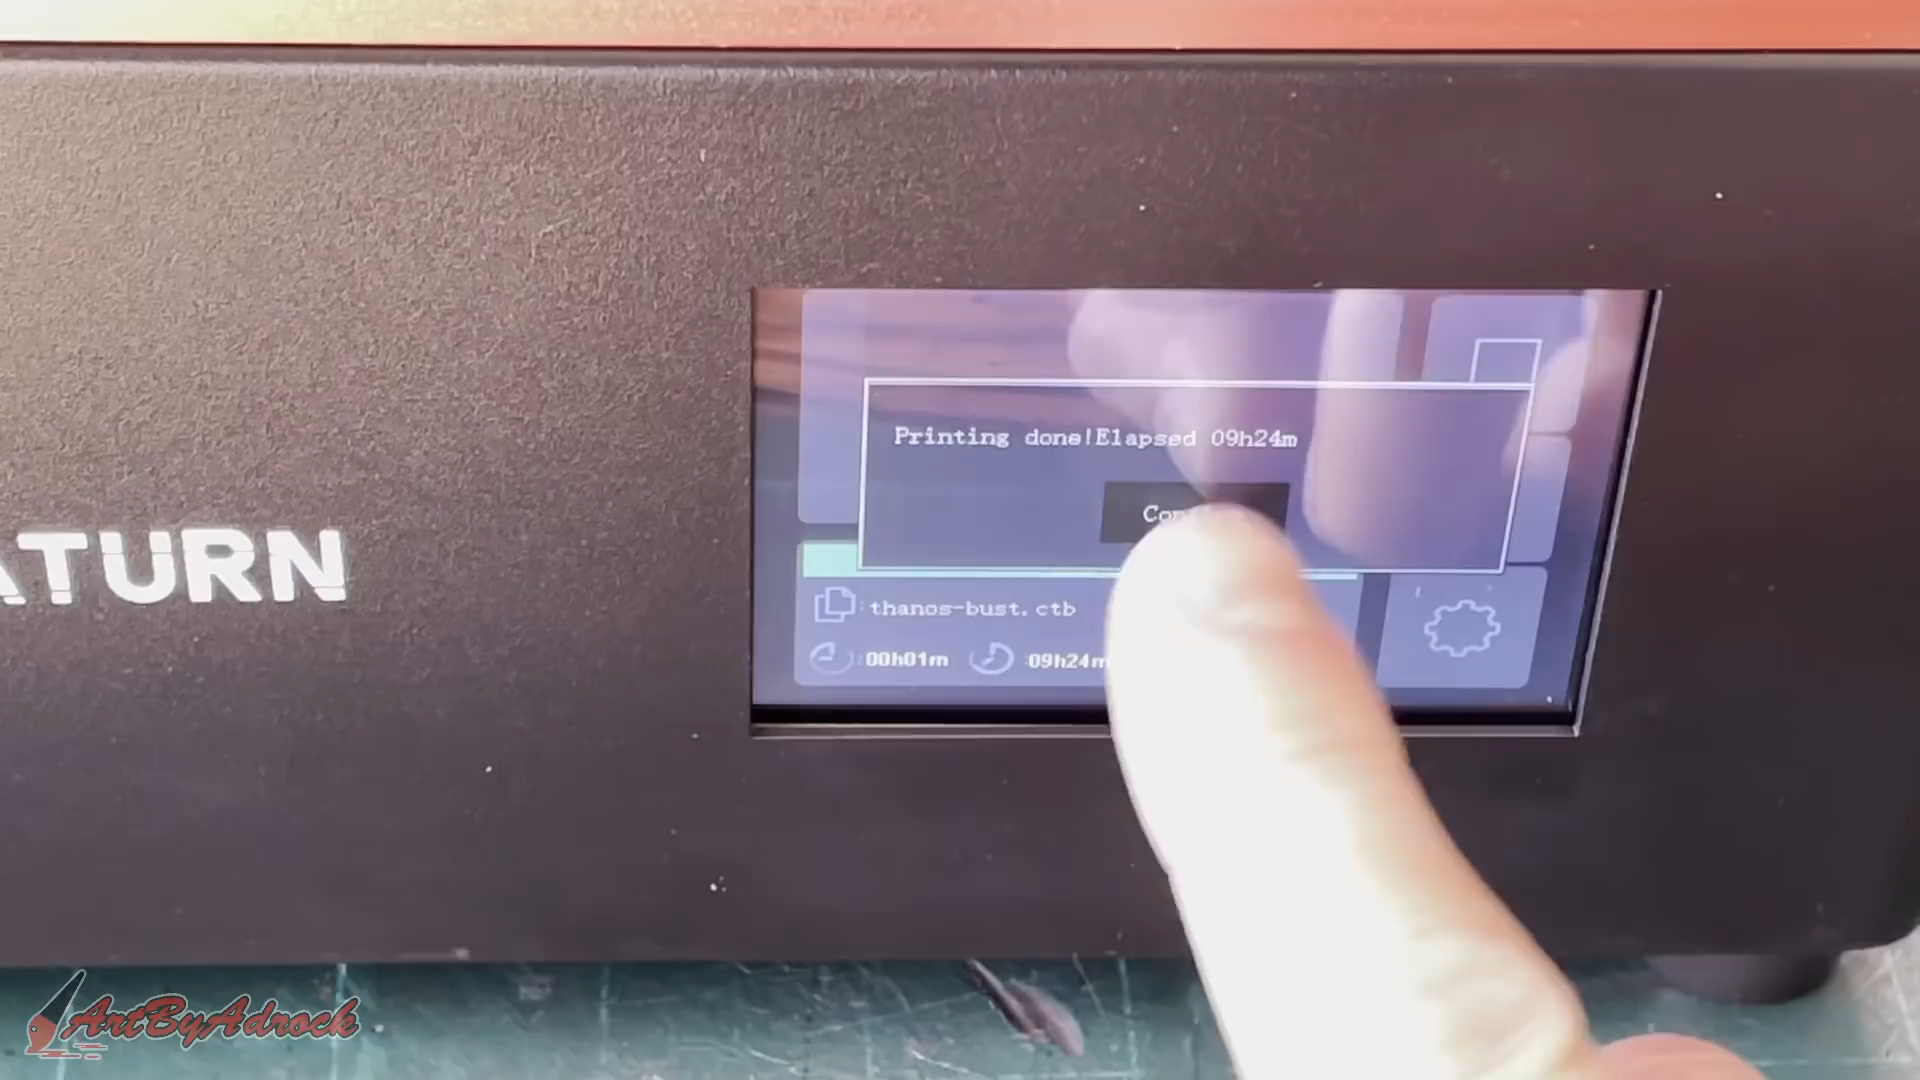 Printing done!Elapsed 09h24m
ATURN
:thanos-bust.ctb
:00h01m :09h24m
ArtByAdrock